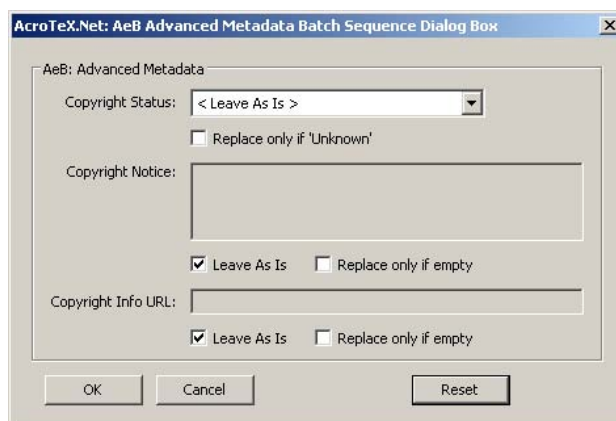 AcroTeX.Net: AeB Advanced Metadata Batch Sequence Dialog Box
AeB: Advanced Metadata
Copyright Status: < Leave As Is >
Replace only if 'Unknown'
Copyright Notice:
Leave As Is Replace only if empty
Copyright Info URL:
Leave As Is Replace only if empty
OK Cancel Reset